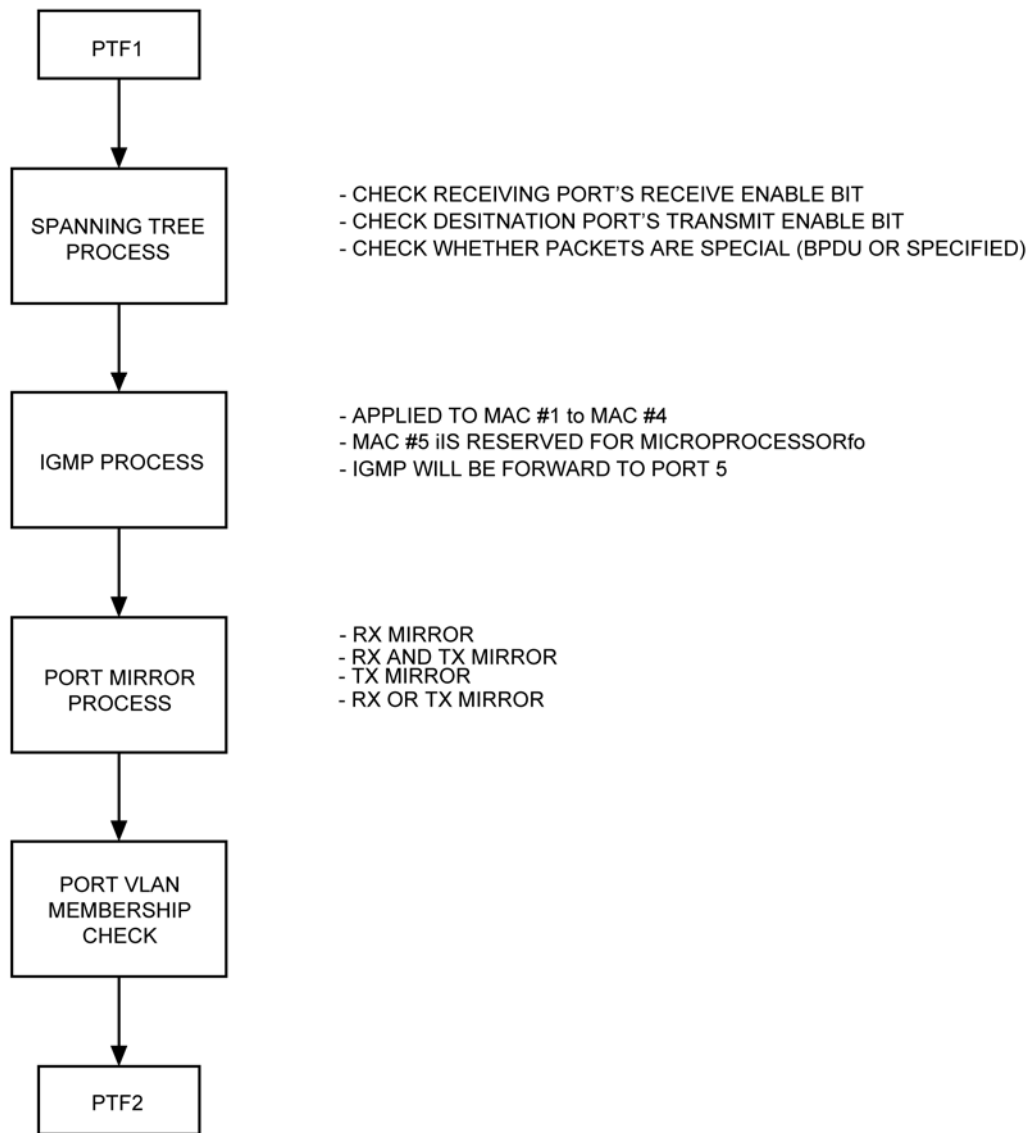 PTF1
SPANNING TREE
PROCESS
- CHECK RECEIVING PORT'S RECEIVE ENABLE BIT
- CHECK DESITNATION PORT'S TRANSMIT ENABLE BIT
- CHECK WHETHER PACKETS ARE SPECIAL (BPDU OR SPECIFIED)
IGMP PROCESS
- APPLIED TO MAC #1 to MAC #4
- MAC #5 iIS RESERVED FOR MICROPROCESSORfo
- IGMP WILL BE FORWARD TO PORT 5
PORT MIRROR
PROCESS
- RX MIRROR
- RX AND TX MIRROR
- TX MIRROR
- RX OR TX MIRROR
PORT VLAN
MEMBERSHIP
CHECK
PTF2